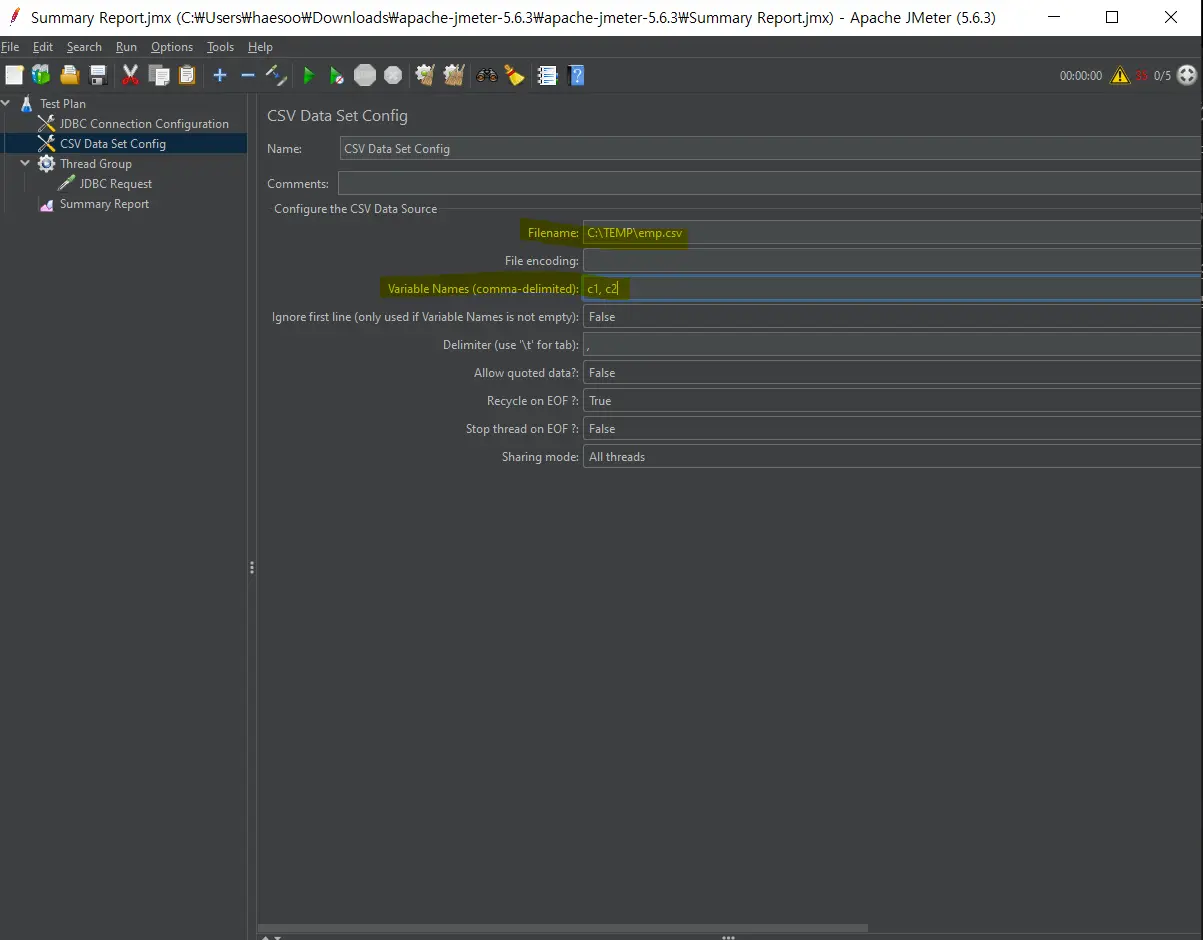 Summary Report.jmx (C:₩Users₩haesoo₩Downloads₩apache-jmeter-5.6.3₩apache-jmeter-5.6.3₩Summary Report.jmx) - Apache JMeter (5.6.3)
File Edit Search Run Options Tools Help
00:00:00 35 0/5
Test Plan
JDBC Connection Configuration
CSV Data Set Config
Thread Group
JDBC Request
Summary Report
CSV Data Set Config
Name: CSV Data Set Config
Comments:
Configure the CSV Data Source
Filename: C:\TEMP\emp.csv
File encoding:
Variable Names (comma-delimited): c1, c2
Ignore first line (only used if Variable Names is not empty): False
Delimiter (use '\t' for tab): ,
Allow quoted data?: False
Recycle on EOF ?: True
Stop thread on EOF ?: False
Sharing mode: All threads